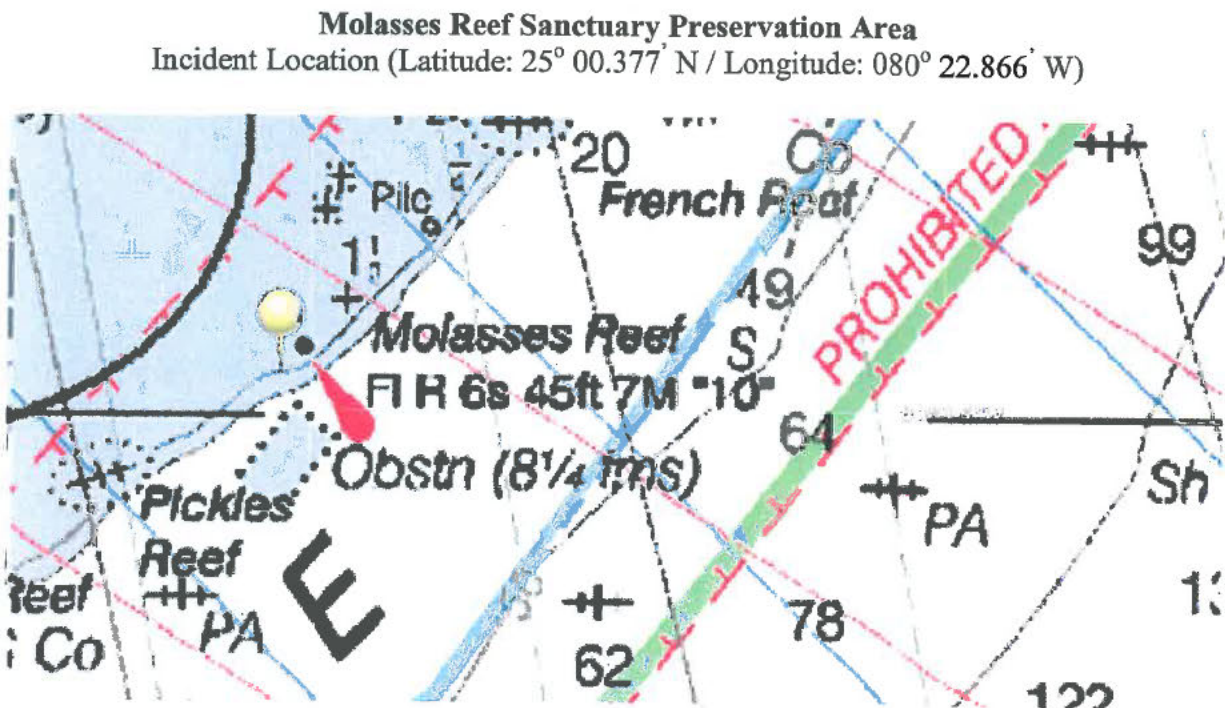 Molasses Reef Sanctuary Preservation Area
Incident Location (Latitude: 25° 00.377' N / Longitude: 080° 22.866' W)
20
Co
French Reef
PROHIBITED
Pile
99
49
S
Molasses Reef
Fl R 6s 45ft 7M "10"
64
Obstn (8¼ fms)
Sh
Pickles
Reef
PA
E
Reef
PA
Co
78
62
122